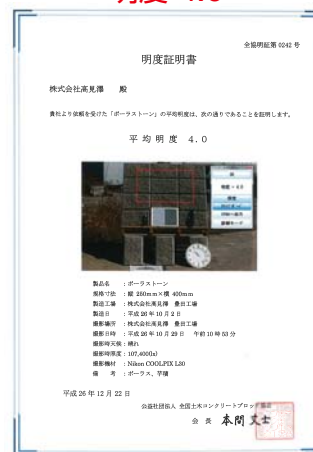 全協明証第 0242 号
明度証明書
株式会社高見澤 殿
貴社より依頼を受けた「ポーラストーン」の平均明度は、次の通りであることを証明します。
平 均 明 度 4.0
製品名 : ポーラストーン
規格寸法 : 縦 250mm×横 400mm
製造工場 : 株式会社高見澤 豊田工場
製造日 : 平成 26 年 10 月 2 日
撮影場所 : 株式会社高見澤 豊田工場
撮影日時 : 平成 26 年 10 月 29 日 午前 10 時 53 分
撮影時天候 : 晴れ
撮影時照度 : 107,400(lx)
撮影機材 : Nikon COOLPIX L30
備 考 : ポーラス、芋積
平成 26 年 12 月 22 日
公益社団法人 全国土木コンクリートブロック協会
会 長